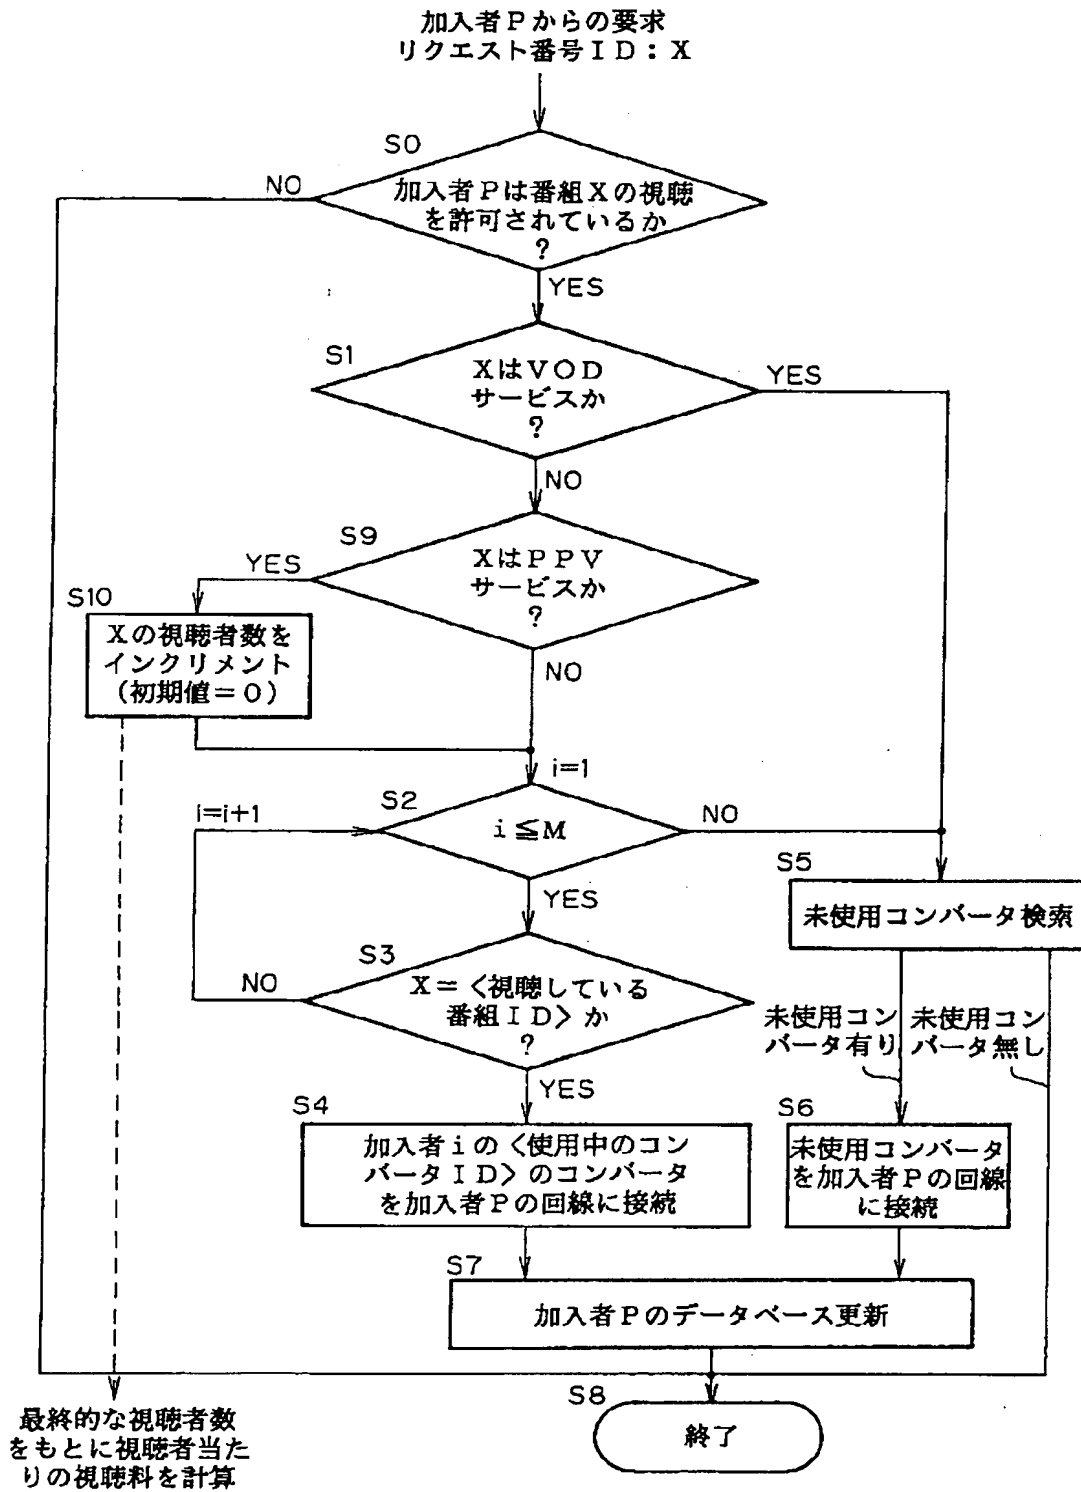 加入者Pからの要求
リクエスト番号ID:X
S0
NO
加入者Pは番組Xの視聴
を許可されているか
?
YES
S1
XはVOD
サービスか
?
YES
NO
S9
YES
XはPPV
サービスか
?
S10
Xの視聴者数を
インクリメント
(初期値=0)
NO
i=1
i=i+1
S2
i≦M
NO
YES
S5
未使用コンバータ検索
S3
NO
X=<視聴している
番組ID>か
?
YES
未使用コン
バータ有り
未使用コン
バータ無し
S4
加入者iの<使用中のコン
バータID>のコンバータ
を加入者Pの回線に接続
S6
未使用コンバータ
を加入者Pの回線
に接続
S7
加入者Pのデータベース更新
S8
終了
最終的な視聴者数
をもとに視聴者当た
りの視聴料を計算